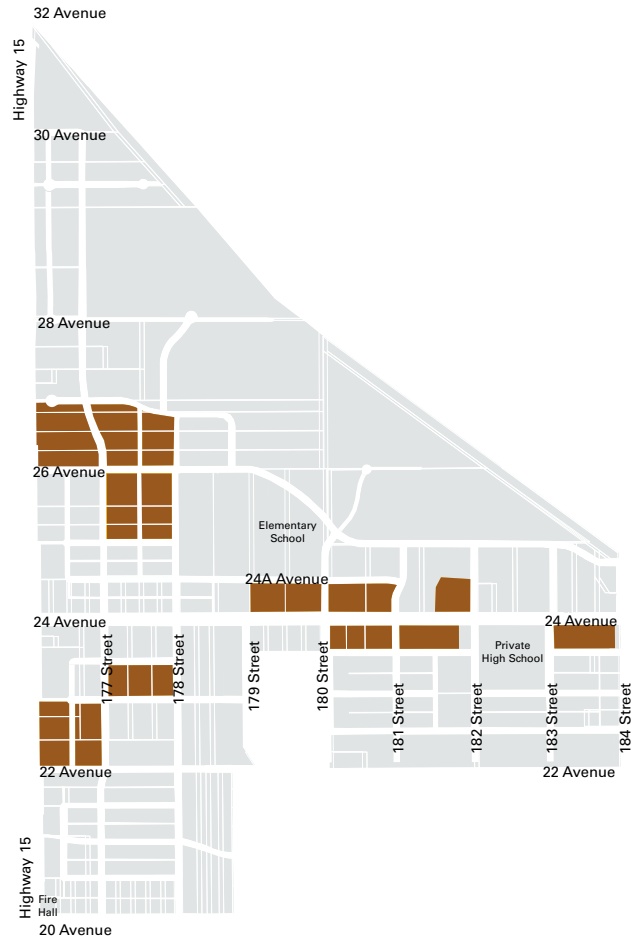 32 Avenue
Highway 15
30 Avenue
28 Avenue
26 Avenue
Elementary
School
24A Avenue
24 Avenue
24 Avenue
Private
High School
177 Street
178 Street
179 Street
180 Street
181 Street
182 Street
183 Street
184 Street
22 Avenue
22 Avenue
Highway 15
Fire
Hall
20 Avenue